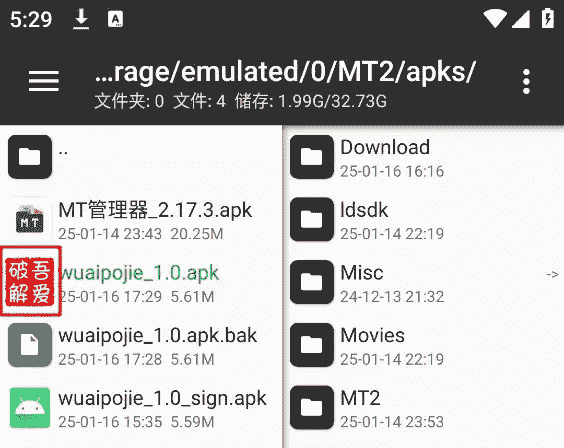 5:29 A
...rage/emulated/0/MT2/apks/
文件夹: 0 文件: 4 储存: 1.99G/32.73G
..
MT
MT管理器_2.17.3.apk
25-01-14 23:43 20.25M
破吾
解爱
wuaipojie_1.0.apk
25-01-16 17:29 5.61M
wuaipojie_1.0.apk.bak
25-01-16 17:28 5.61M
wuaipojie_1.0_sign.apk
25-01-16 15:35 5.59M
Download
25-01-16 16:16
ldsdk
25-01-14 22:19
Misc
24-12-13 21:32
->
Movies
25-01-14 22:19
MT2
25-01-14 23:53